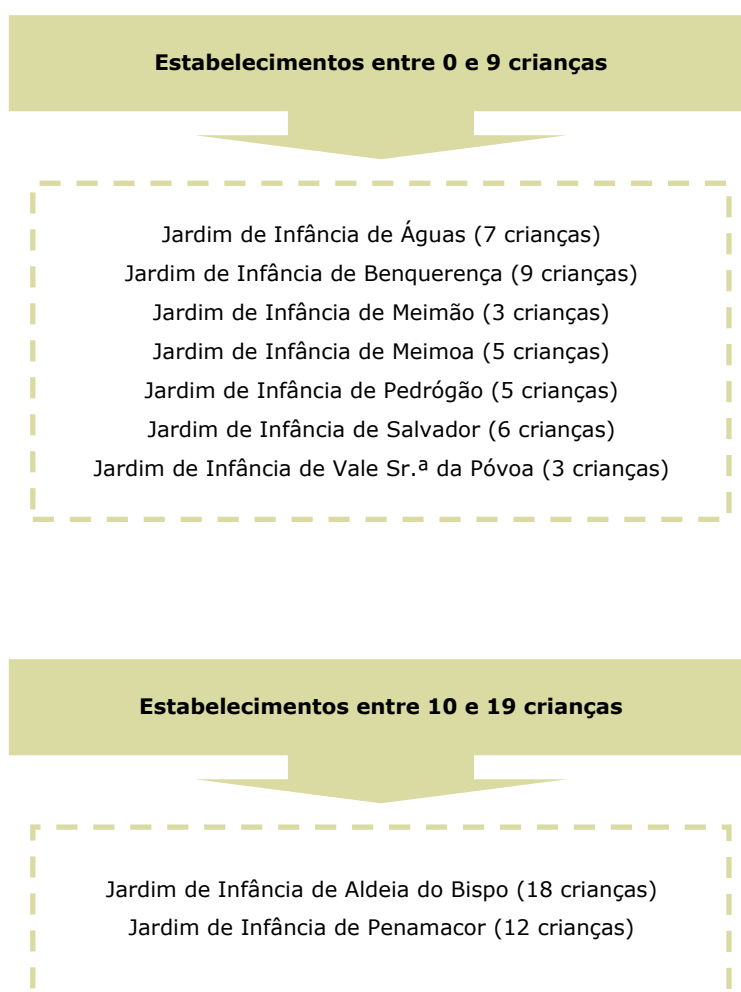 Estabelecimentos entre 0 e 9 crianças
Jardim de Infância de Águas (7 crianças)
Jardim de Infância de Benquerença (9 crianças)
Jardim de Infância de Meimão (3 crianças)
Jardim de Infância de Meimoa (5 crianças)
Jardim de Infância de Pedrógão (5 crianças)
Jardim de Infância de Salvador (6 crianças)
Jardim de Infância de Vale Sr.ª da Póvoa (3 crianças)
Estabelecimentos entre 10 e 19 crianças
Jardim de Infância de Aldeia do Bispo (18 crianças)
Jardim de Infância de Penamacor (12 crianças)